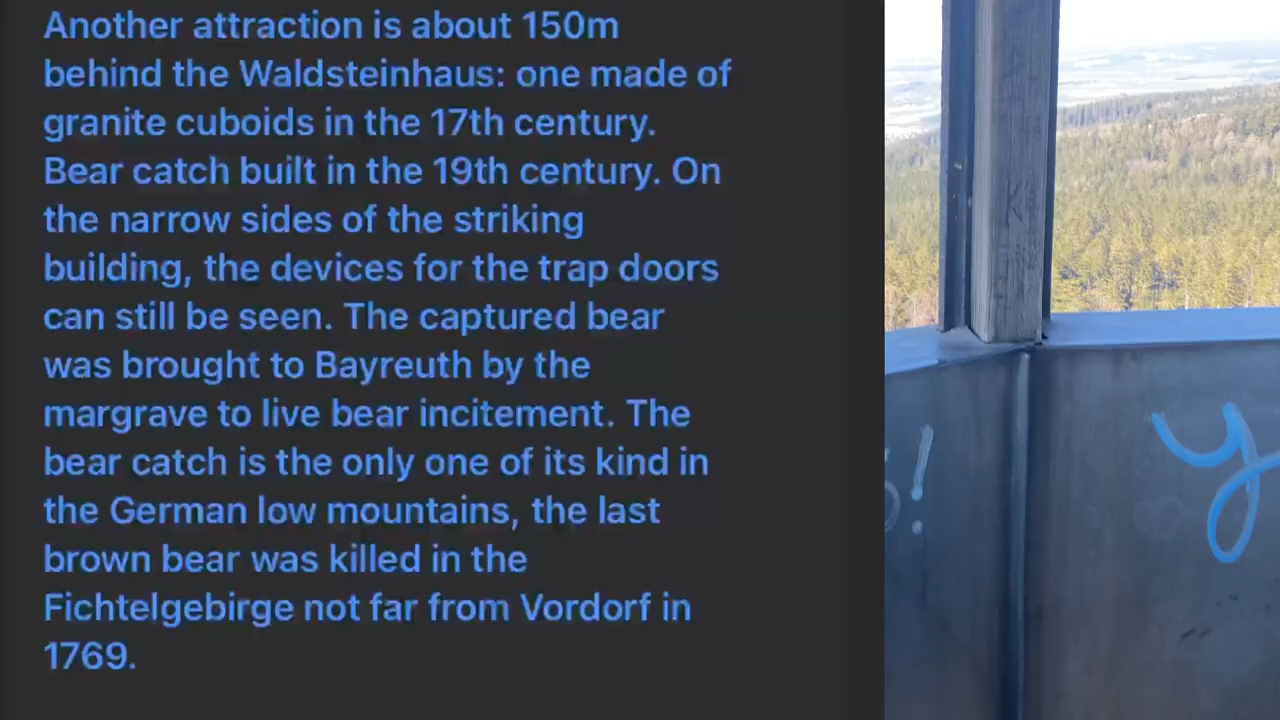 Another attraction is about 150m
behind the Waldsteinhaus: one made of
granite cuboids in the 17th century.
Bear catch built in the 19th century. On
the narrow sides of the striking
building, the devices for the trap doors
can still be seen. The captured bear
was brought to Bayreuth by the
margrave to live bear incitement. The
bear catch is the only one of its kind in
the German low mountains, the last
brown bear was killed in the
Fichtelgebirge not far from Vordorf in
1769.